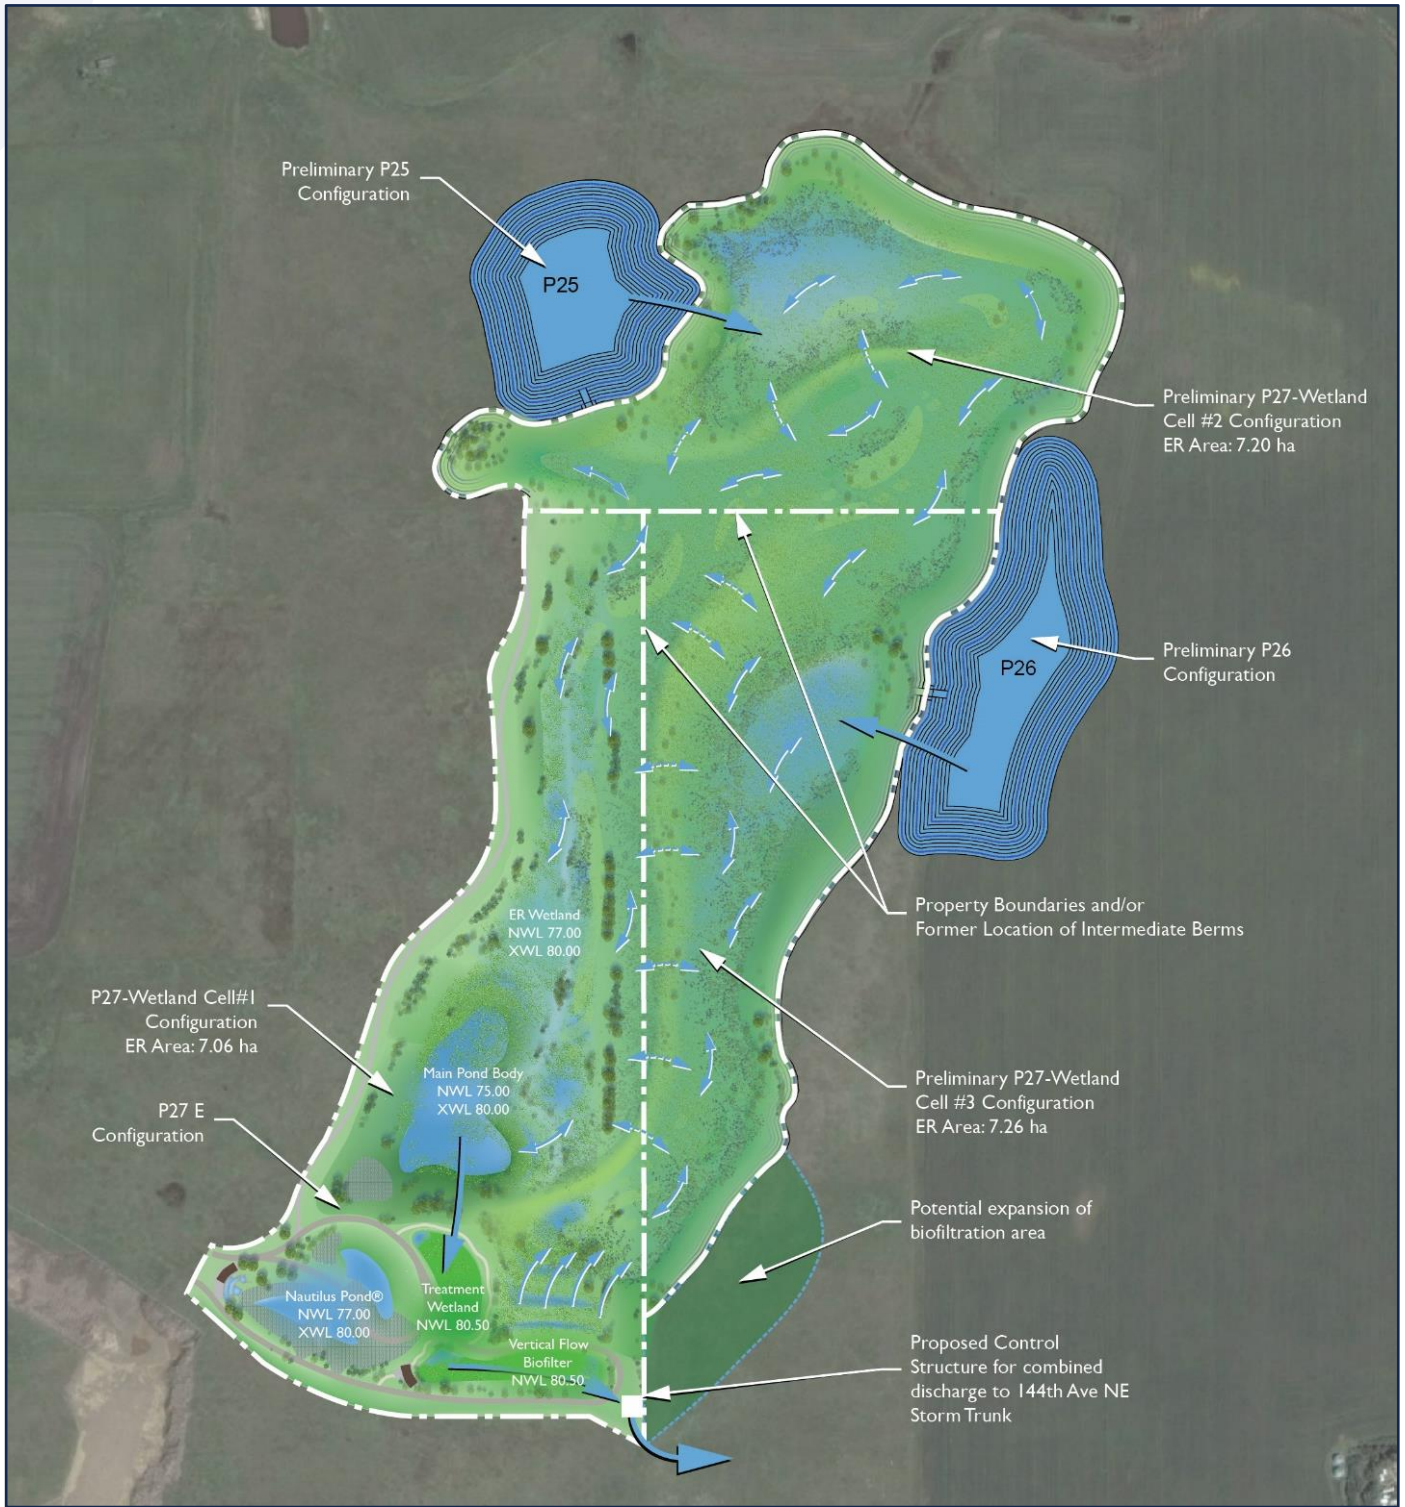 Preliminary P25
Configuration
P25
Preliminary P27-Wetland
Cell #2 Configuration
ER Area: 7.20 ha
Preliminary P26
Configuration
P26
Property Boundaries and/or
Former Location of Intermediate Berms
ER Wetland
NWL 77.00
XWL 80.00
P27-Wetland Cell#1
Configuration
ER Area: 7.06 ha
Main Pond Body
NWL 75.00
XWL 80.00
Preliminary P27-Wetland
Cell #3 Configuration
ER Area: 7.26 ha
P27 E
Configuration
Potential expansion of
biofiltration area
Nautilus Pond®
NWL 77.00
XWL 80.00
Treatment
Wetland
NWL 80.50
Vertical Flow
Biofilter
NWL 80.50
Proposed Control
Structure for combined
discharge to 144th Ave NE
Storm Trunk